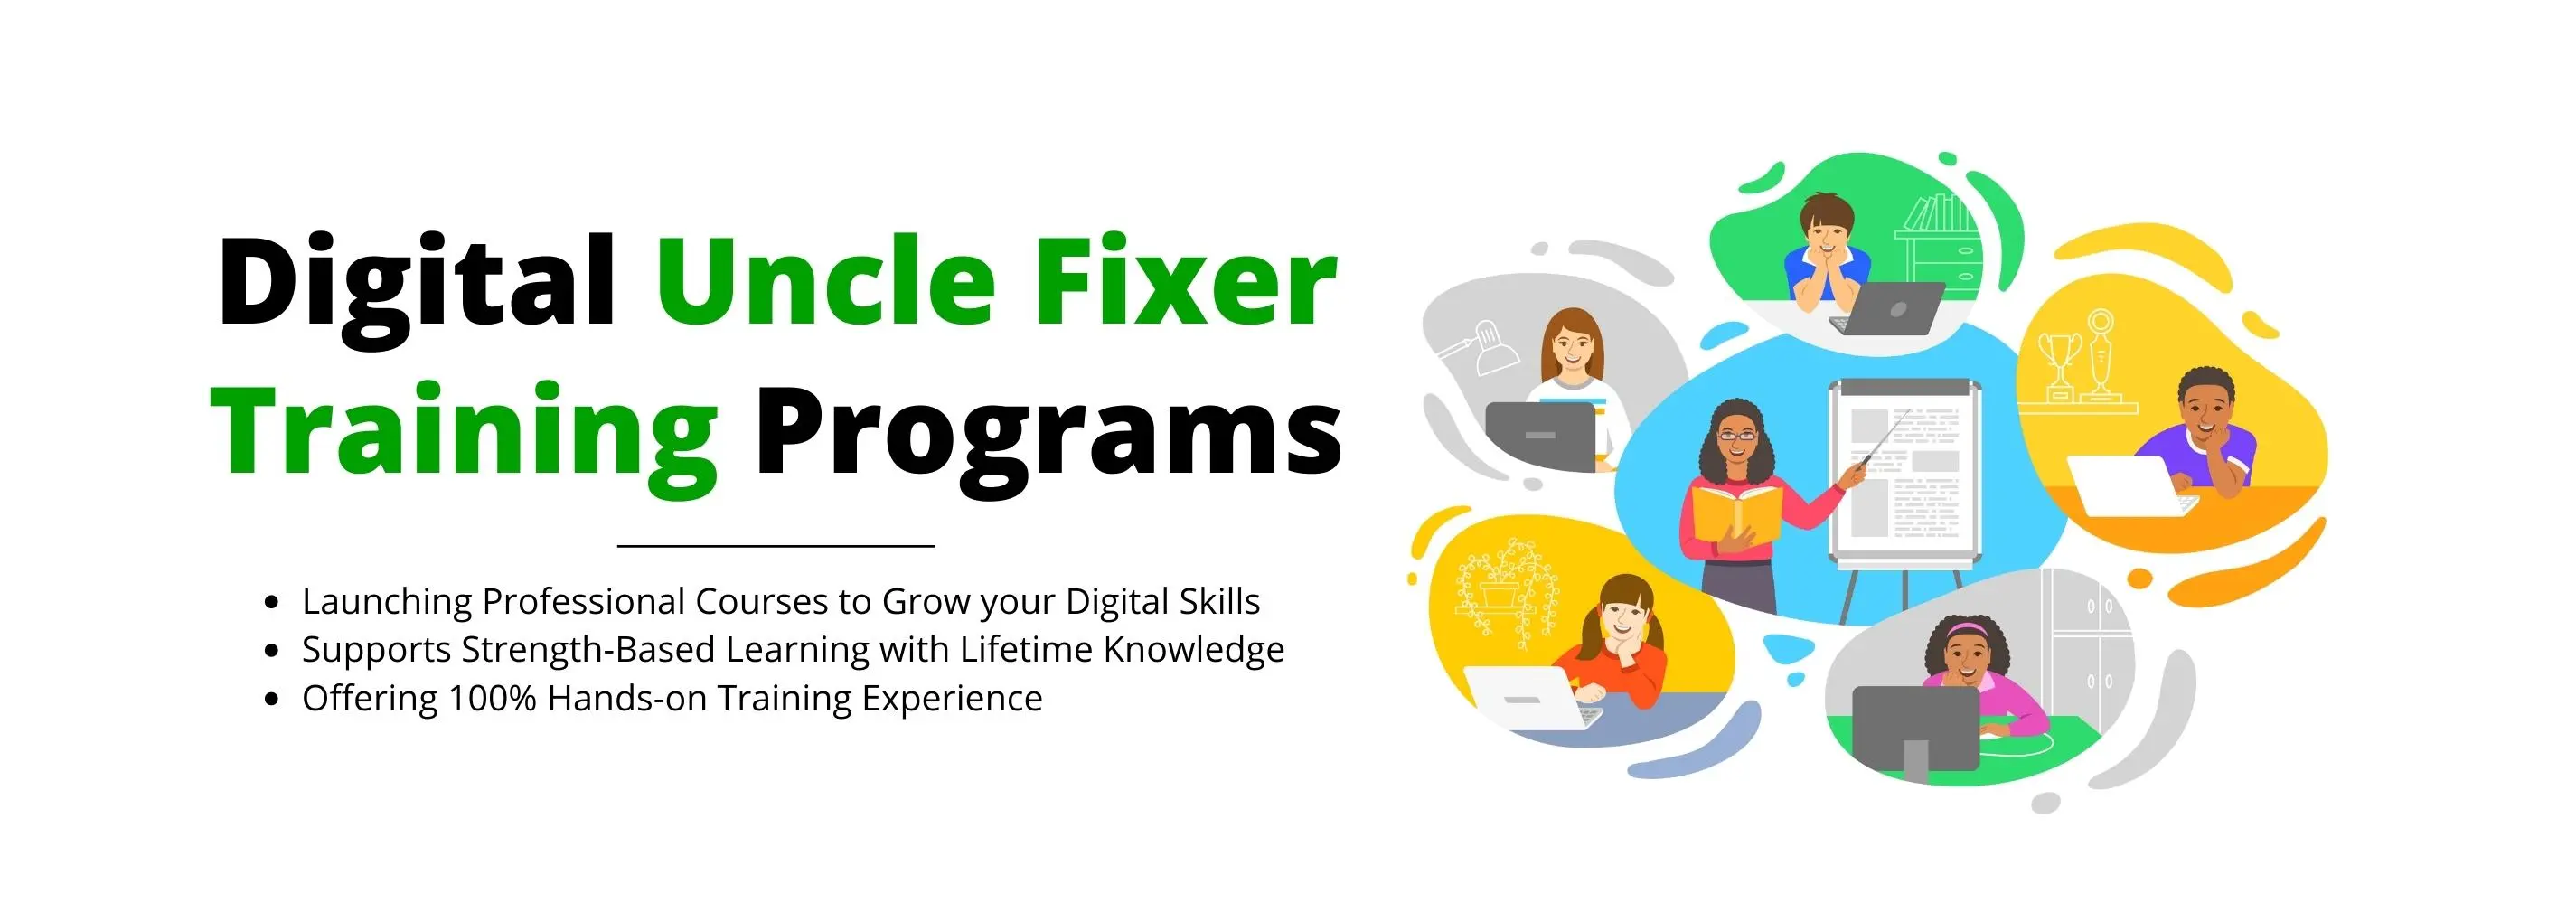 Digital Uncle Fixer
Training Programs
• Launching Professional Courses to Grow your Digital Skills
• Supports Strength-Based Learning with Lifetime Knowledge
• Offering 100% Hands-on Training Experience